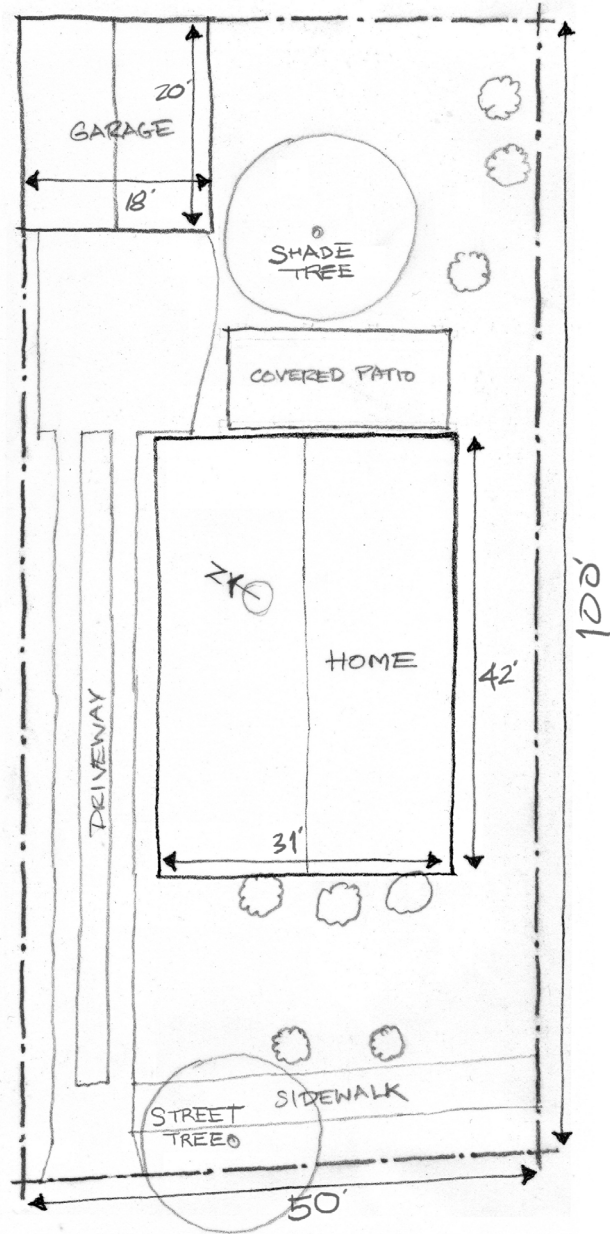 20'
GARAGE
18'
SHADE
TREE
COVERED PATIO
N
100'
HOME
42'
DRIVEWAY
31'
SIDEWALK
STREET
TREE
50'